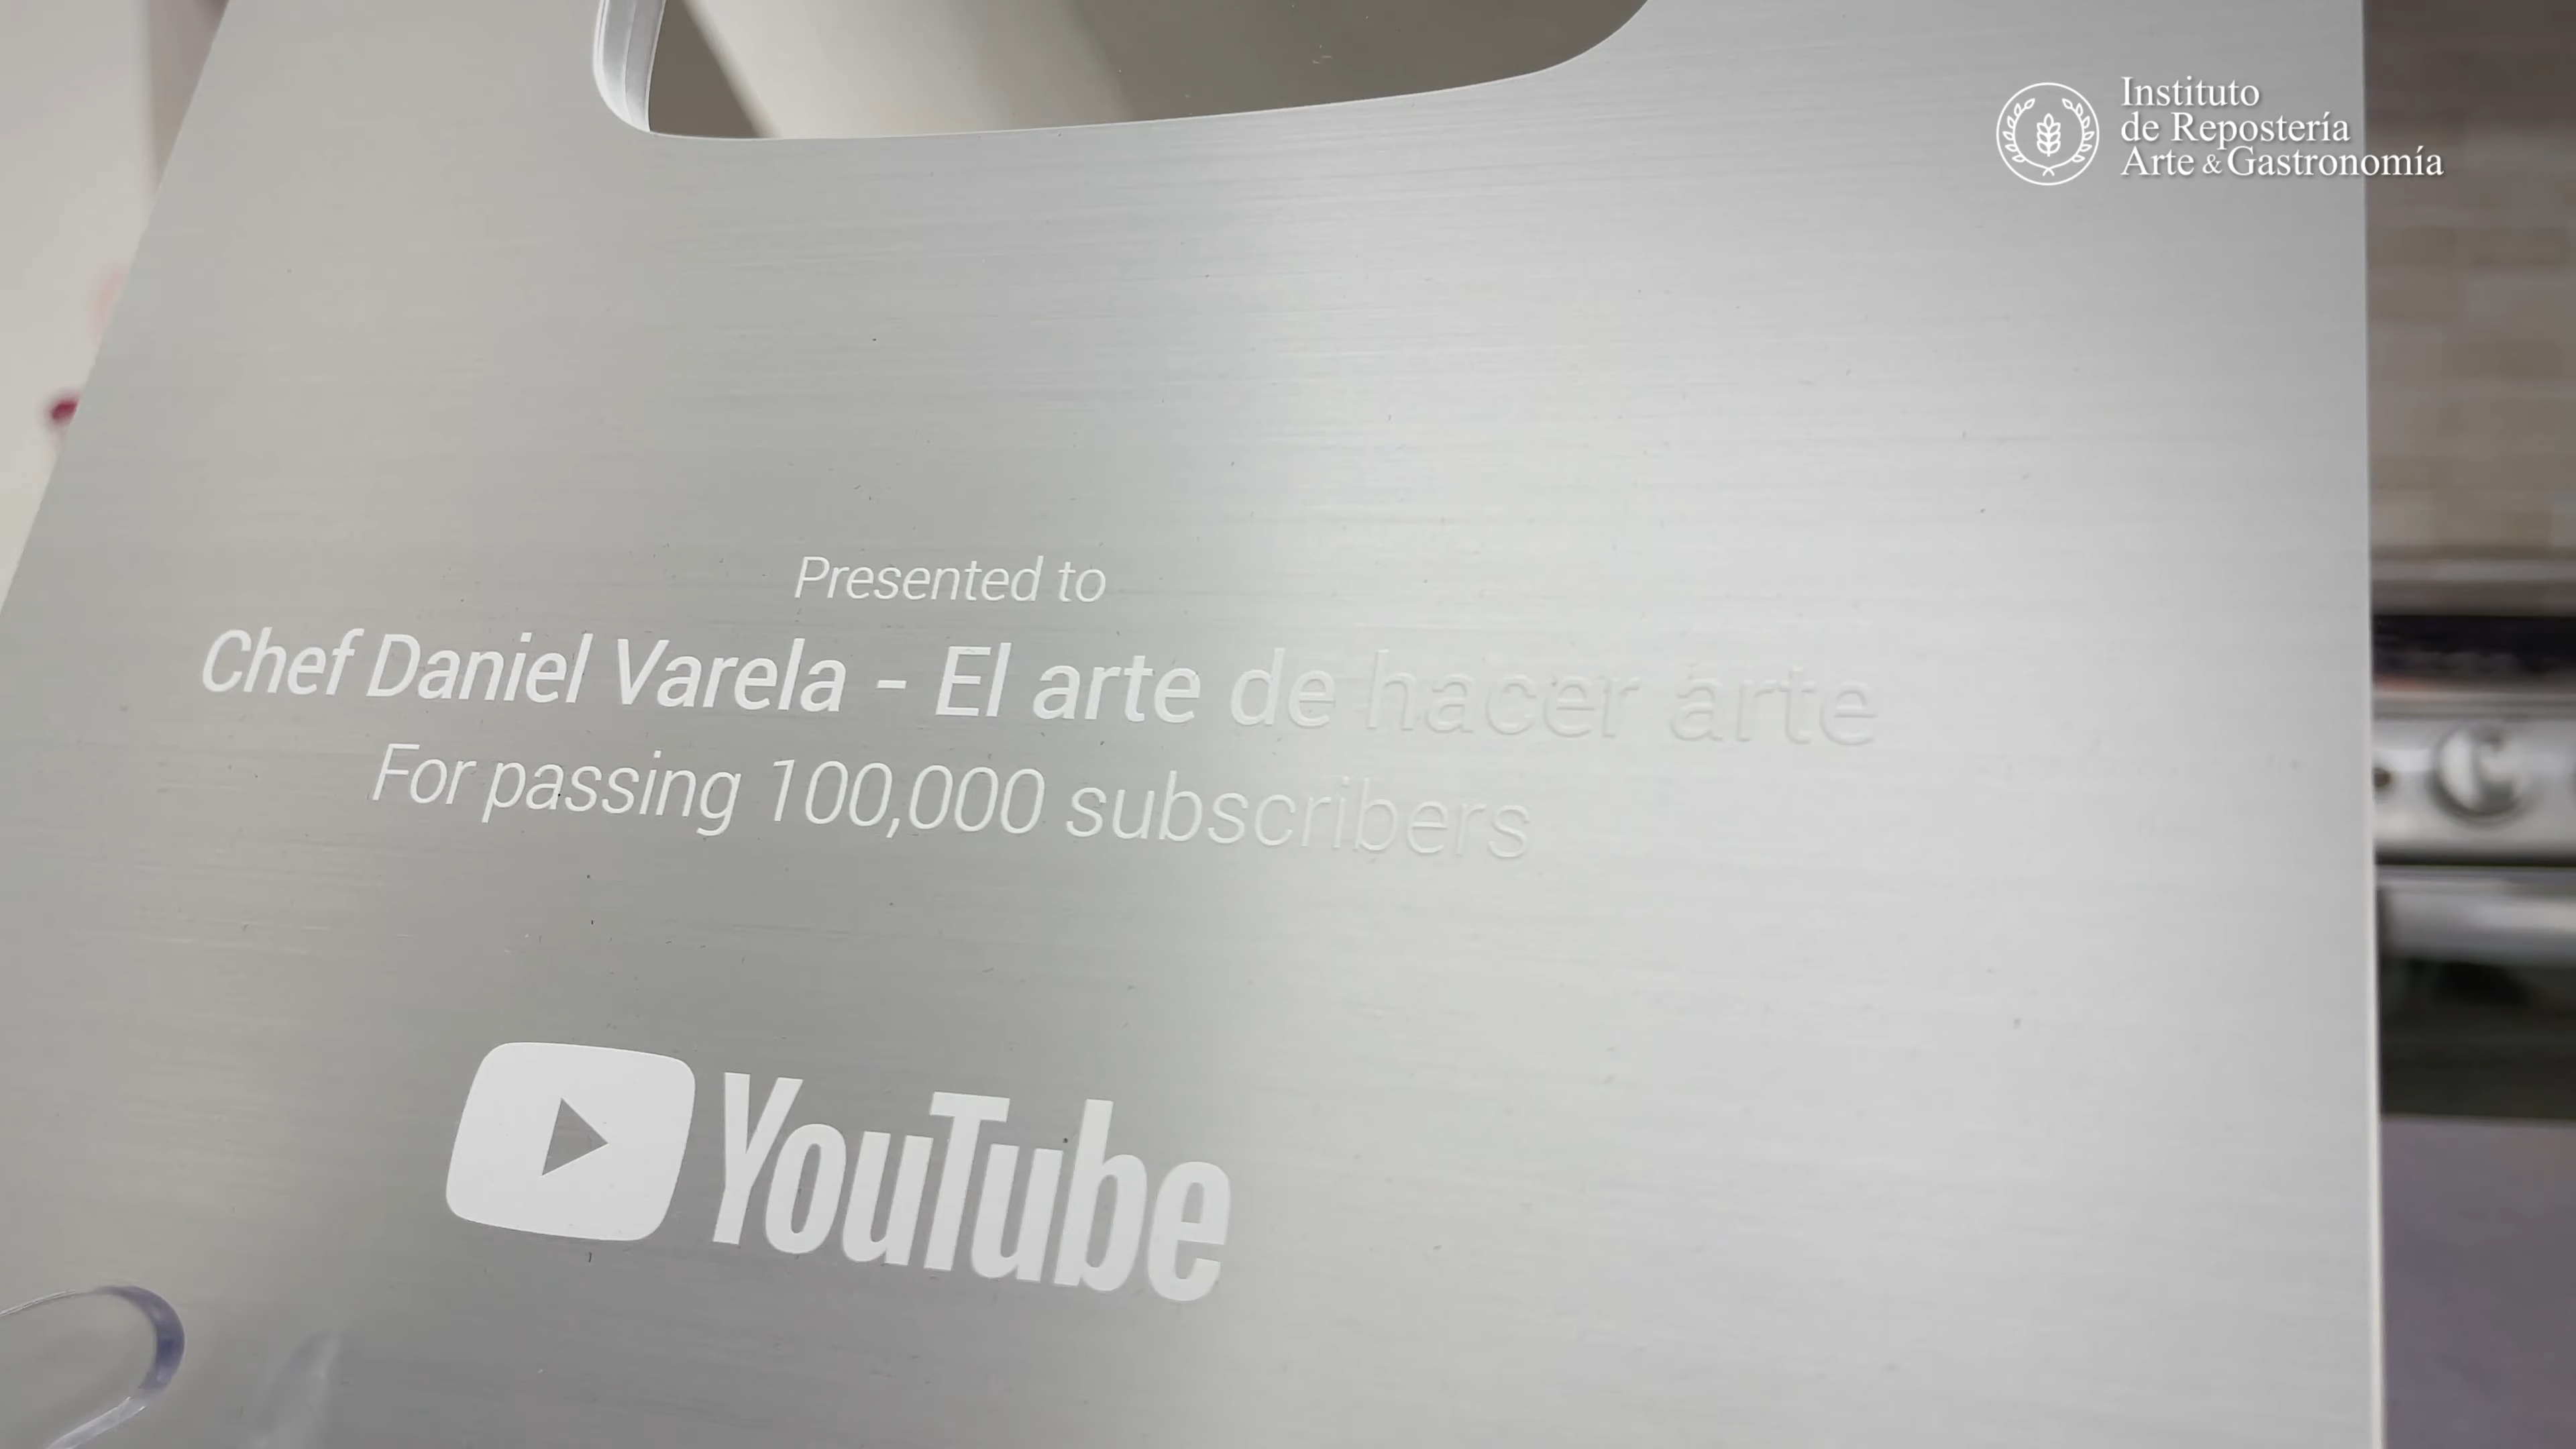 Instituto
de Repostería
Arte & Gastronomía
Presented to
Chef Daniel Varela - El arte de hacer arte
For passing 100,000 subscribers
YouTube